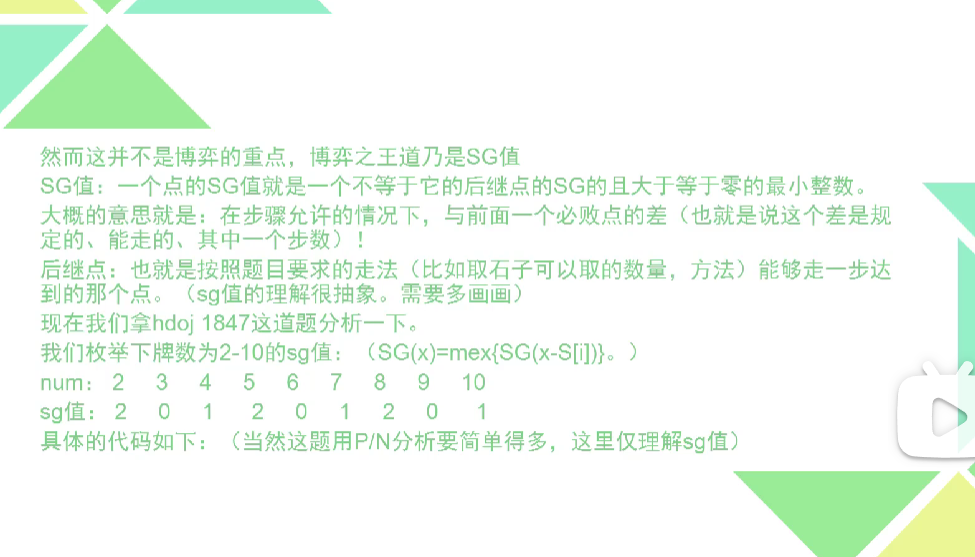 然而这并不是博弈的重点，博弈之王道乃是SG值
SG值：一个点的SG值就是一个不等于它的后继点的SG的且大于等于零的最小整数。
大概的意思就是：在步骤允许的情况下，与前面一个必败点的差（也就是说这个差是规
定的、能走的、其中一个步数）！
后继点：也就是按照题目要求的走法（比如取石子可以取的数量，方法）能够走一步达
到的那个点。（sg值的理解很抽象。需要多画画）
现在我们拿hdoj 1847这道题分析一下。
我们枚举下牌数为2-10的sg值：（SG(x)=mex{SG(x-S[i])}。）
num： 2 3 4 5 6 7 8 9 10
sg值： 2 0 1 2 0 1 2 0 1
具体的代码如下：（当然这题用P/N分析要简单得多，这里仅理解sg值）